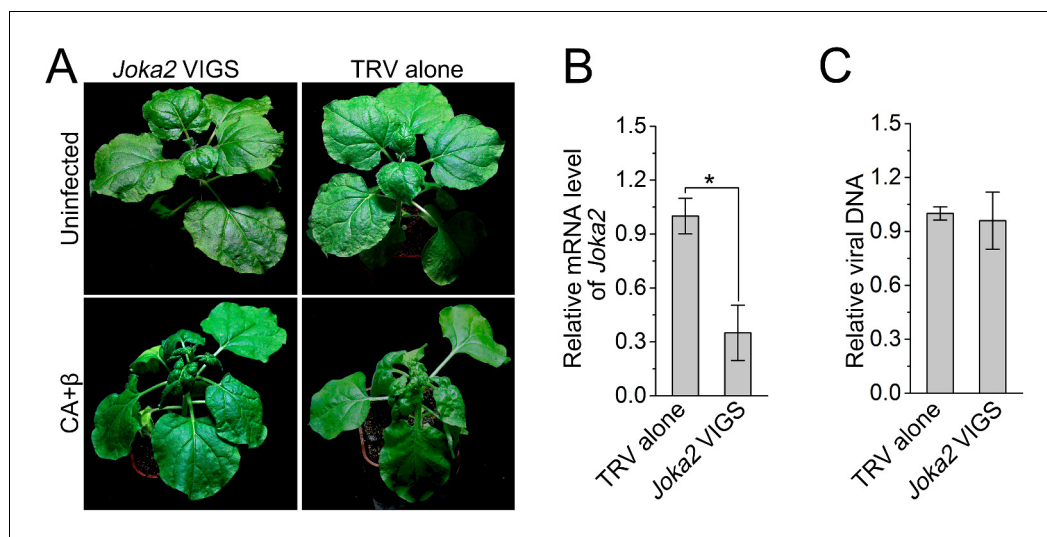 A
Joka2 VIGS
TRV alone
Uninfected
CA+β
B
Relative mRNA level
of Joka2
1.5
1.2
0.9
0.6
0.3
0.0
*
TRV alone
Joka2 VIGS
C
Relative viral DNA
1.5
1.2
0.9
0.6
0.3
0.0
TRV alone
Joka2 VIGS